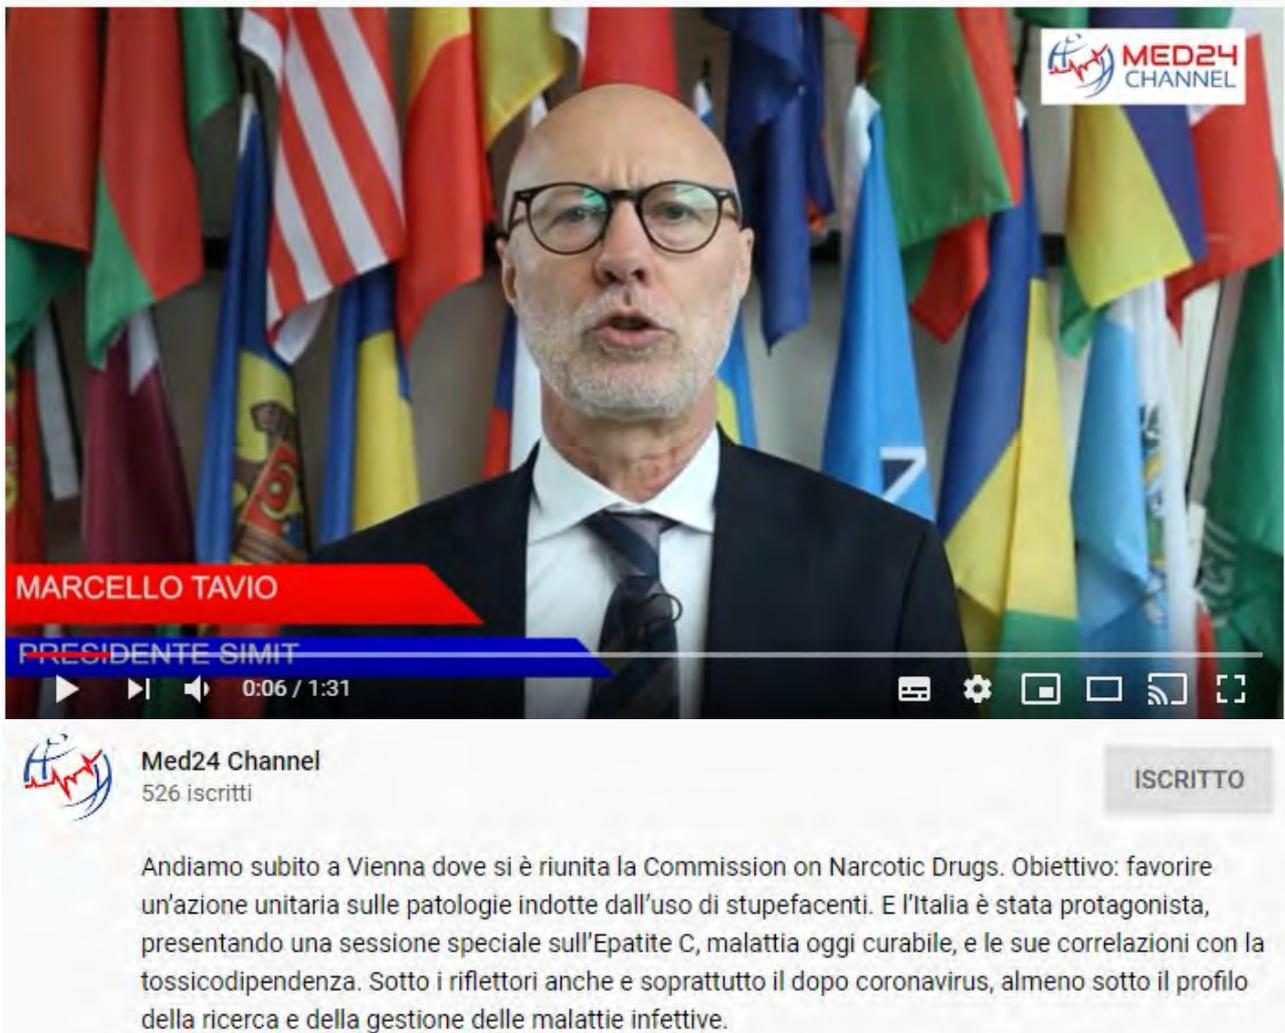 MED24
CHANNEL
MARCELLO TAVIO
PRESIDENTE SIMIT
0:06 / 1:31
Med24 Channel
526 iscritti
ISCRITTO
Andiamo subito a Vienna dove si è riunita la Commission on Narcotic Drugs. Obiettivo: favorire
un'azione unitaria sulle patologie indotte dall'uso di stupefacenti. E l'Italia è stata protagonista,
presentando una sessione speciale sull'Epatite C, malattia oggi curabile, e le sue correlazioni con la
tossicodipendenza. Sotto i riflettori anche e soprattutto il dopo coronavirus, almeno sotto il profilo
della ricerca e della gestione delle malattie infettive.